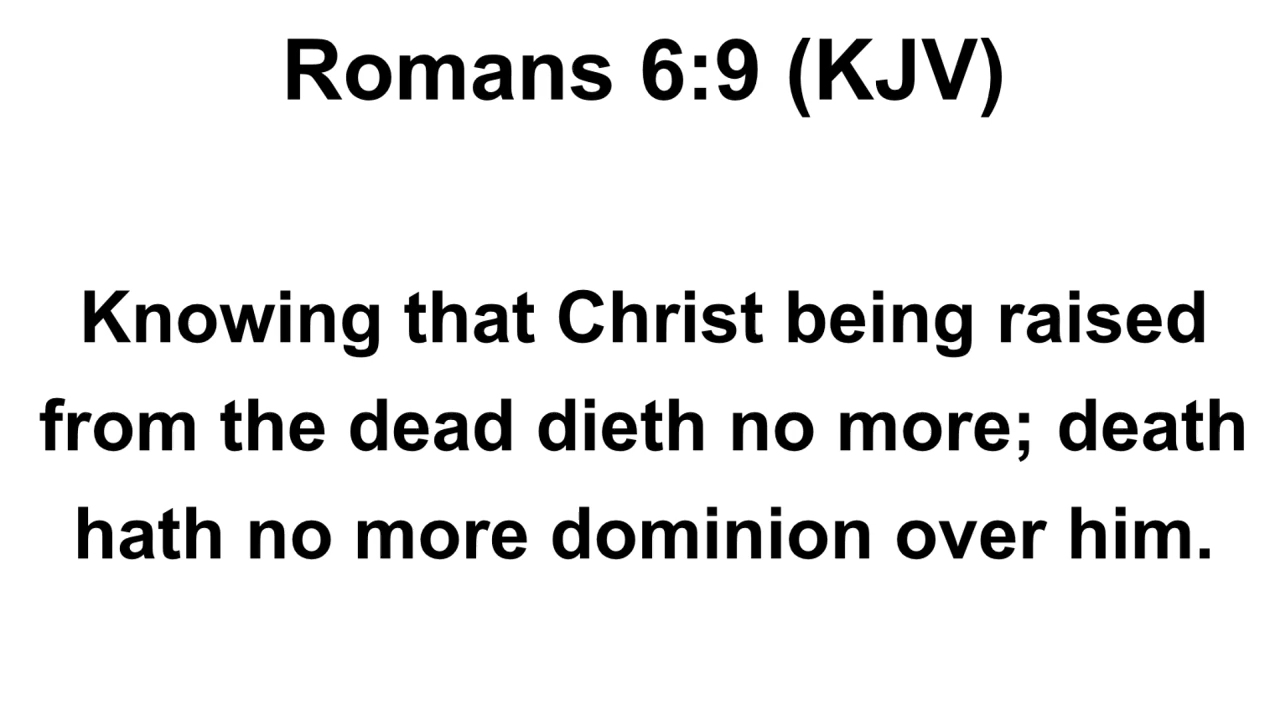 Romans 6:9 (KJV)
Knowing that Christ being raised
from the dead dieth no more; death
hath no more dominion over him.